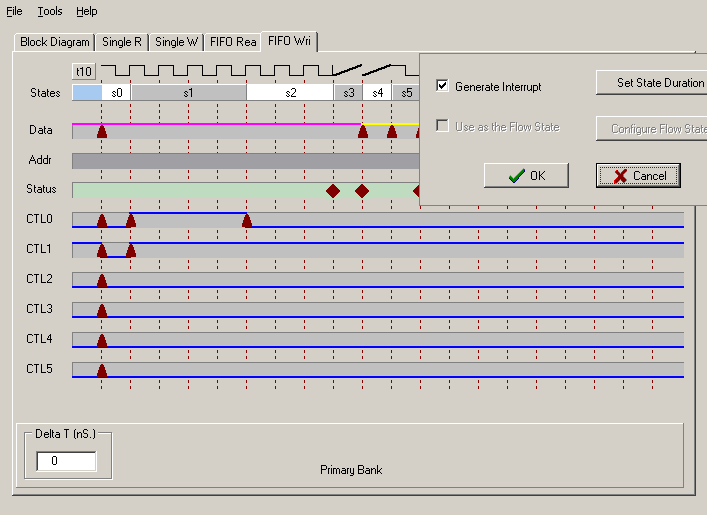 File Tools Help
Block Diagram Single R Single W FIFO Rea FIFO Wri
t10
States s0 s1 s2 s3 s4 s5
Generate Interrupt Set State Duration
Data
Use as the Flow State Configure Flow State
Addr
OK Cancel
Status
CTL0
CTL1
CTL2
CTL3
CTL4
CTL5
Delta T (nS.)
0
Primary Bank